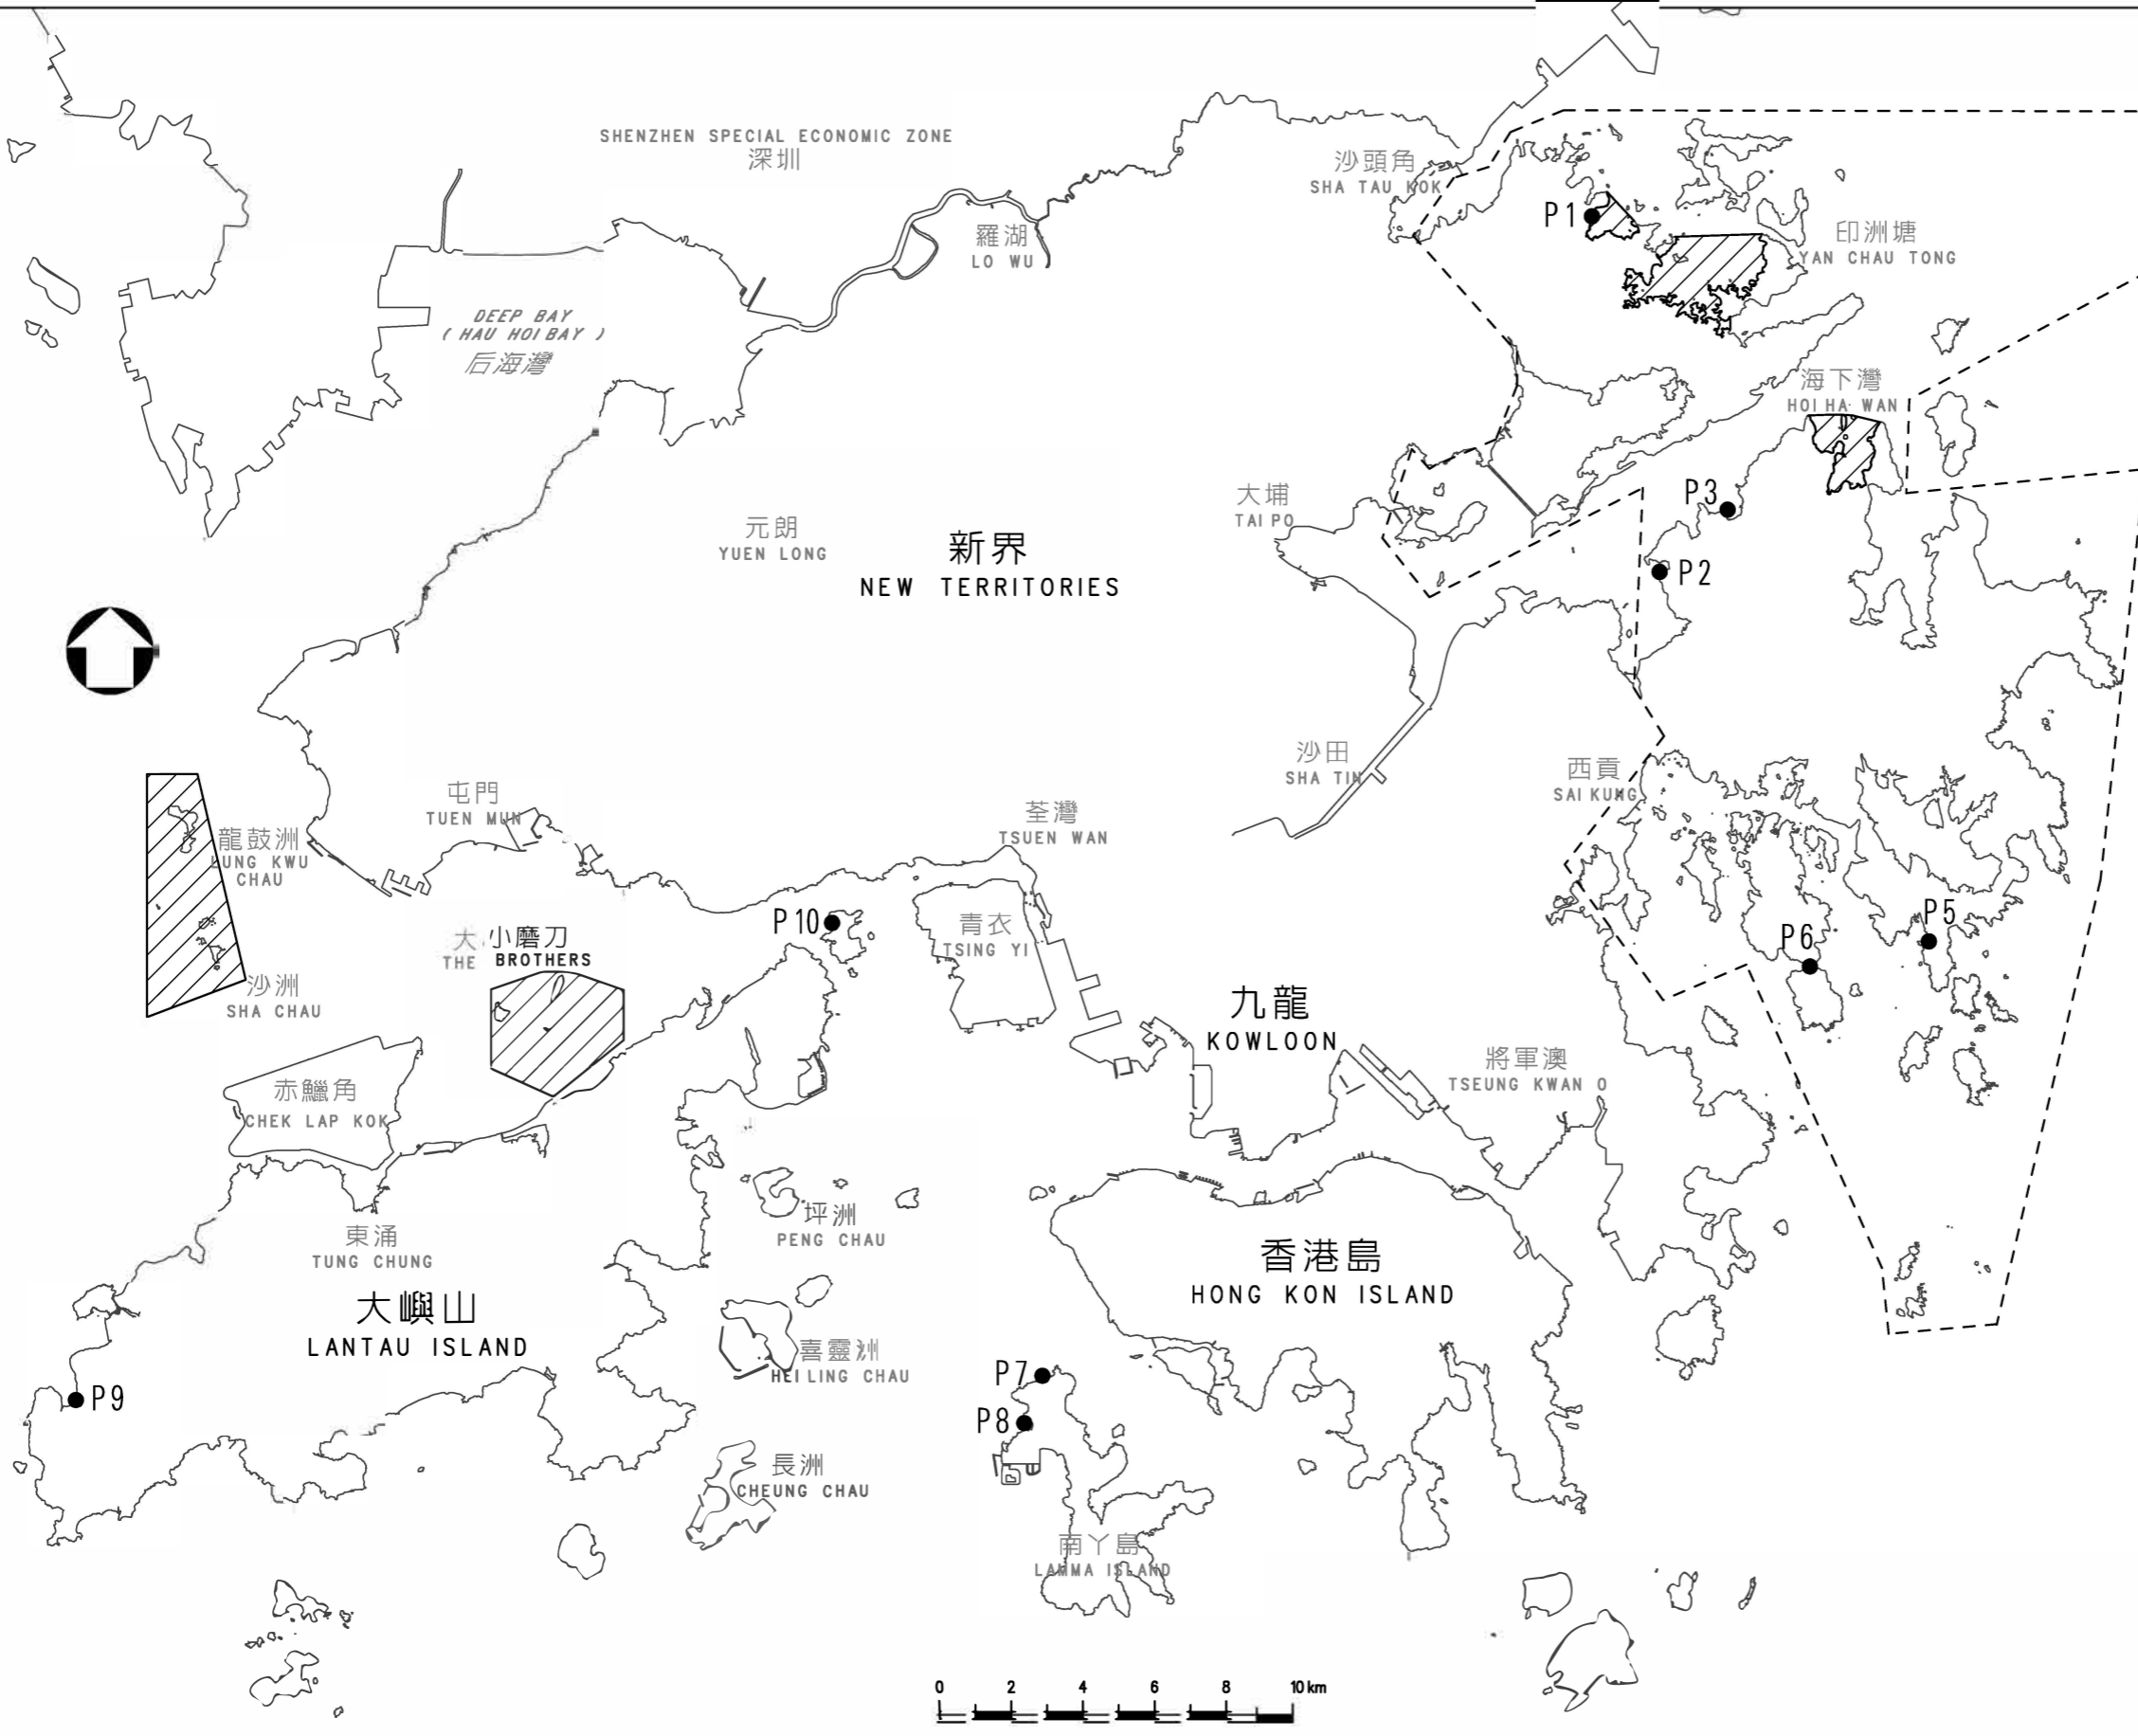 SHENZHEN SPECIAL ECONOMIC ZONE
深圳
沙頭角
SHA TAU KOK
P1
印洲塘
YAN CHAU TONG
羅湖
LO WU
DEEP BAY
( HAU HOI BAY )
后海灣
海下灣
HOI HA WAN
大埔
TAI PO
P3
元朗
YUEN LONG
新界
NEW TERRITORIES
P2
沙田
SHA TIN
西貢
SAI KUNG
屯門
TUEN MUN
荃灣
TSUEN WAN
龍鼓洲
LUNG KWU
CHAU
P10
青衣
TSING YI
P5
P6
大小磨刀
THE BROTHERS
沙洲
SHA CHAU
九龍
KOWLOON
將軍澳
TSEUNG KWAN O
赤鱲角
CHEK LAP KOK
坪洲
PENG CHAU
東涌
TUNG CHUNG
香港島
HONG KON ISLAND
大嶼山
LANTAU ISLAND
喜靈洲
HEI LING CHAU
P7
P9
P8
長洲
CHEUNG CHAU
南丫島
LAMMA ISLAND
0 2 4 6 8 10 km